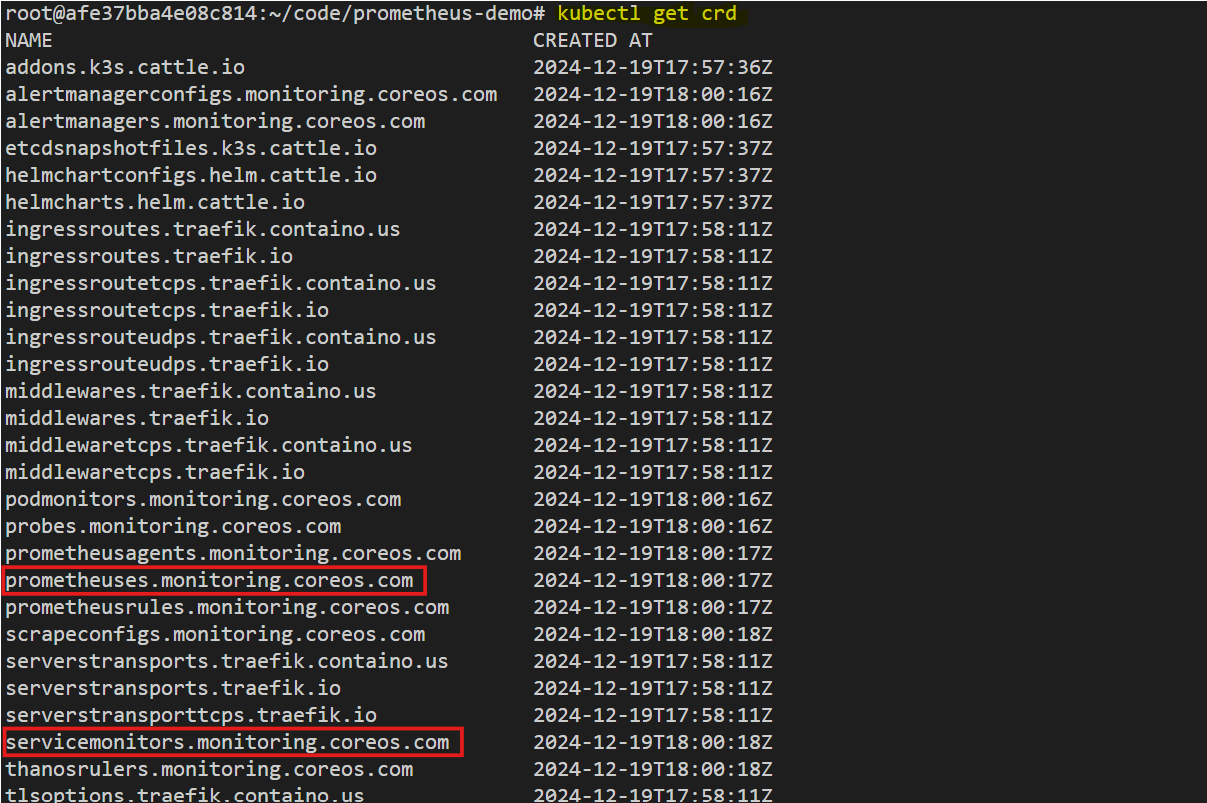 root@afe37bba4e08c814:~/code/prometheus-demo# kubectl get crd
NAME CREATED AT
addons.k3s.cattle.io 2024-12-19T17:57:36Z
alertmanagerconfigs.monitoring.coreos.com 2024-12-19T18:00:16Z
alertmanagers.monitoring.coreos.com 2024-12-19T18:00:16Z
etcdsnapshotfiles.k3s.cattle.io 2024-12-19T17:57:37Z
helmchartconfigs.helm.cattle.io 2024-12-19T17:57:37Z
helmcharts.helm.cattle.io 2024-12-19T17:57:37Z
ingressroutes.traefik.containo.us 2024-12-19T17:58:11Z
ingressroutes.traefik.io 2024-12-19T17:58:11Z
ingressroutetcps.traefik.containo.us 2024-12-19T17:58:11Z
ingressroutetcps.traefik.io 2024-12-19T17:58:11Z
ingressrouteudps.traefik.containo.us 2024-12-19T17:58:11Z
ingressrouteudps.traefik.io 2024-12-19T17:58:11Z
middlewares.traefik.containo.us 2024-12-19T17:58:11Z
middlewares.traefik.io 2024-12-19T17:58:11Z
middlewaretcps.traefik.containo.us 2024-12-19T17:58:11Z
middlewaretcps.traefik.io 2024-12-19T17:58:11Z
podmonitors.monitoring.coreos.com 2024-12-19T18:00:16Z
probes.monitoring.coreos.com 2024-12-19T18:00:16Z
prometheusagents.monitoring.coreos.com 2024-12-19T18:00:17Z
prometheuses.monitoring.coreos.com 2024-12-19T18:00:17Z
prometheusrules.monitoring.coreos.com 2024-12-19T18:00:17Z
scrapeconfigs.monitoring.coreos.com 2024-12-19T18:00:18Z
serverstransports.traefik.containo.us 2024-12-19T17:58:11Z
serverstransports.traefik.io 2024-12-19T17:58:11Z
serverstransporttcps.traefik.io 2024-12-19T17:58:11Z
servicemonitors.monitoring.coreos.com 2024-12-19T18:00:18Z
thanosrulers.monitoring.coreos.com 2024-12-19T18:00:18Z
tlsoptions.traefik.containo.us 2024-12-19T17:58:11Z